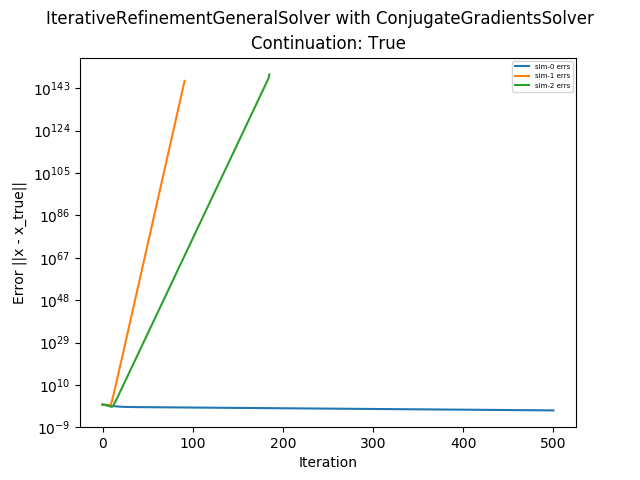 IterativeRefinementGeneralSolver with ConjugateGradientsSolver
Continuation: True
sim-0 errs
sim-1 errs
sim-2 errs
Error ||x - x_true||
10^143
10^124
10^105
10^86
10^67
10^48
10^29
10^10
10^−9
0 100 200 300 400 500
Iteration